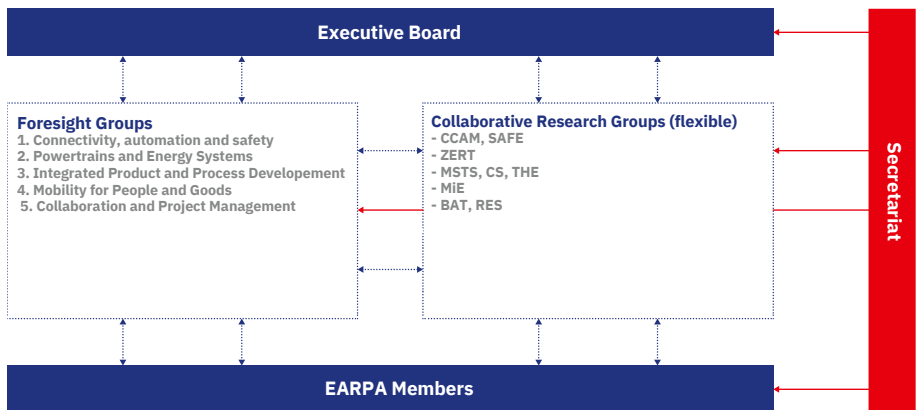 Executive Board
Foresight Groups
1. Connectivity, automation and safety
2. Powertrains and Energy Systems
3. Integrated Product and Process Developement
4. Mobility for People and Goods
5. Collaboration and Project Management
Collaborative Research Groups (flexible)
- CCAM, SAFE
- ZERT
- MSTS, CS, THE
- MiE
- BAT, RES
Secretariat
EARPA Members